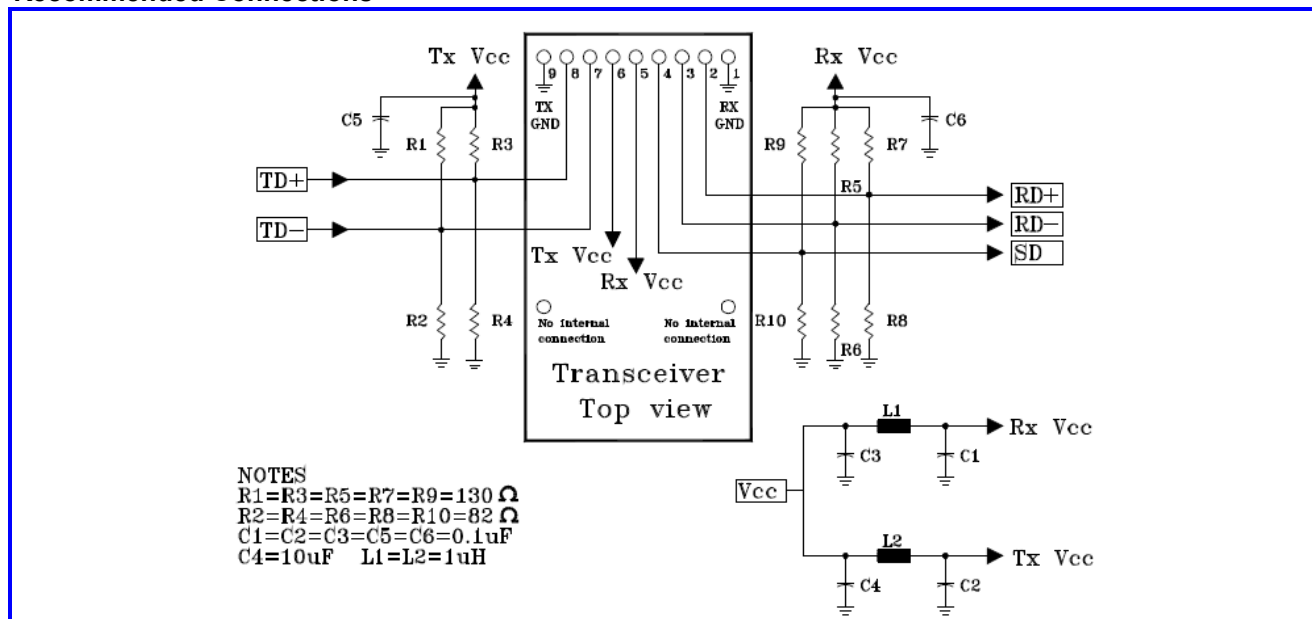 Tx Vcc
C5
R1
R3
TD+
TD-
R2
R4
9 8 7 6 5 4 3 2 1
TX
GND
RX
GND
Tx Vcc
Rx Vcc
No internal
connection
No internal
connection
Transceiver
Top view
Rx Vcc
C6
R9
R7
R5
RD+
RD-
SD
R10
R8
R6
NOTES
R1=R3=R5=R7=R9=130 Ω
R2=R4=R6=R8=R10=82 Ω
C1=C2=C3=C5=C6=0.1uF
C4=10uF L1=L2=1uH
Vcc
L1
C3
C1
Rx Vcc
L2
C4
C2
Tx Vcc